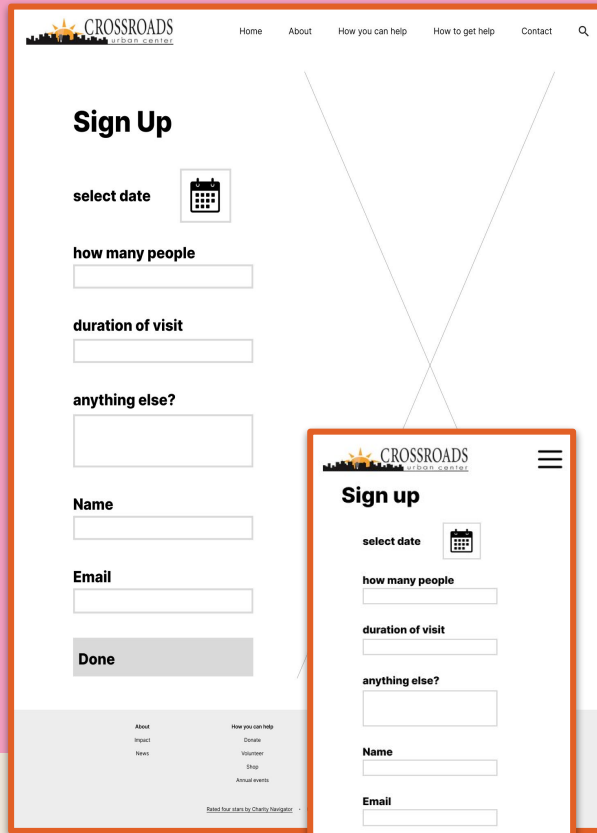 CROSSROADS
urban center
Home About How you can help How to get help Contact
Sign Up
select date
how many people
duration of visit
anything else?
Name
Email
Done
About
Impact
News
How you can help
Donate
Volunteer
Shop
Annual events
Rated four stars by Charity Navigator
CROSSROADS
urban center
Sign up
select date
how many people
duration of visit
anything else?
Name
Email